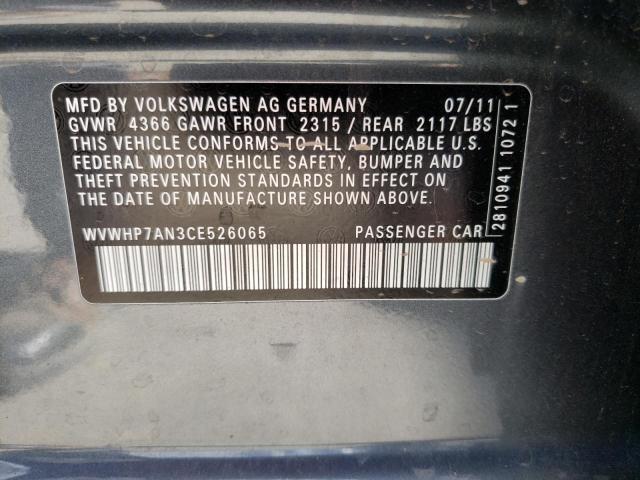 MFD BY VOLKSWAGEN AG GERMANY 07/11
GVWR 4366 GAWR FRONT 2315 / REAR 2117 LBS
THIS VEHICLE CONFORMS TO ALL APPLICABLE U.S.
FEDERAL MOTOR VEHICLE SAFETY, BUMPER AND
THEFT PREVENTION STANDARDS IN EFFECT ON
THE DATE OF MANUFACTURE SHOWN ABOVE.
WVWHP7AN3CE526065 PASSENGER CAR
2810941 1072 1